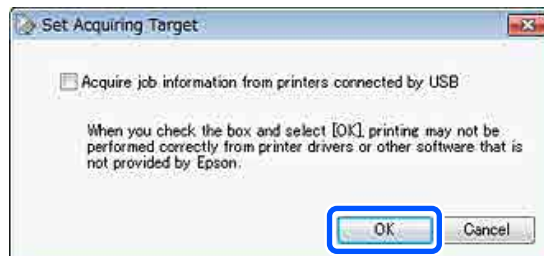 Set Acquiring Target
Acquire job information from printers connected by USB
When you check the box and select [OK], printing may not be
performed correctly from printer drivers or other software that is
not provided by Epson.
OK Cancel